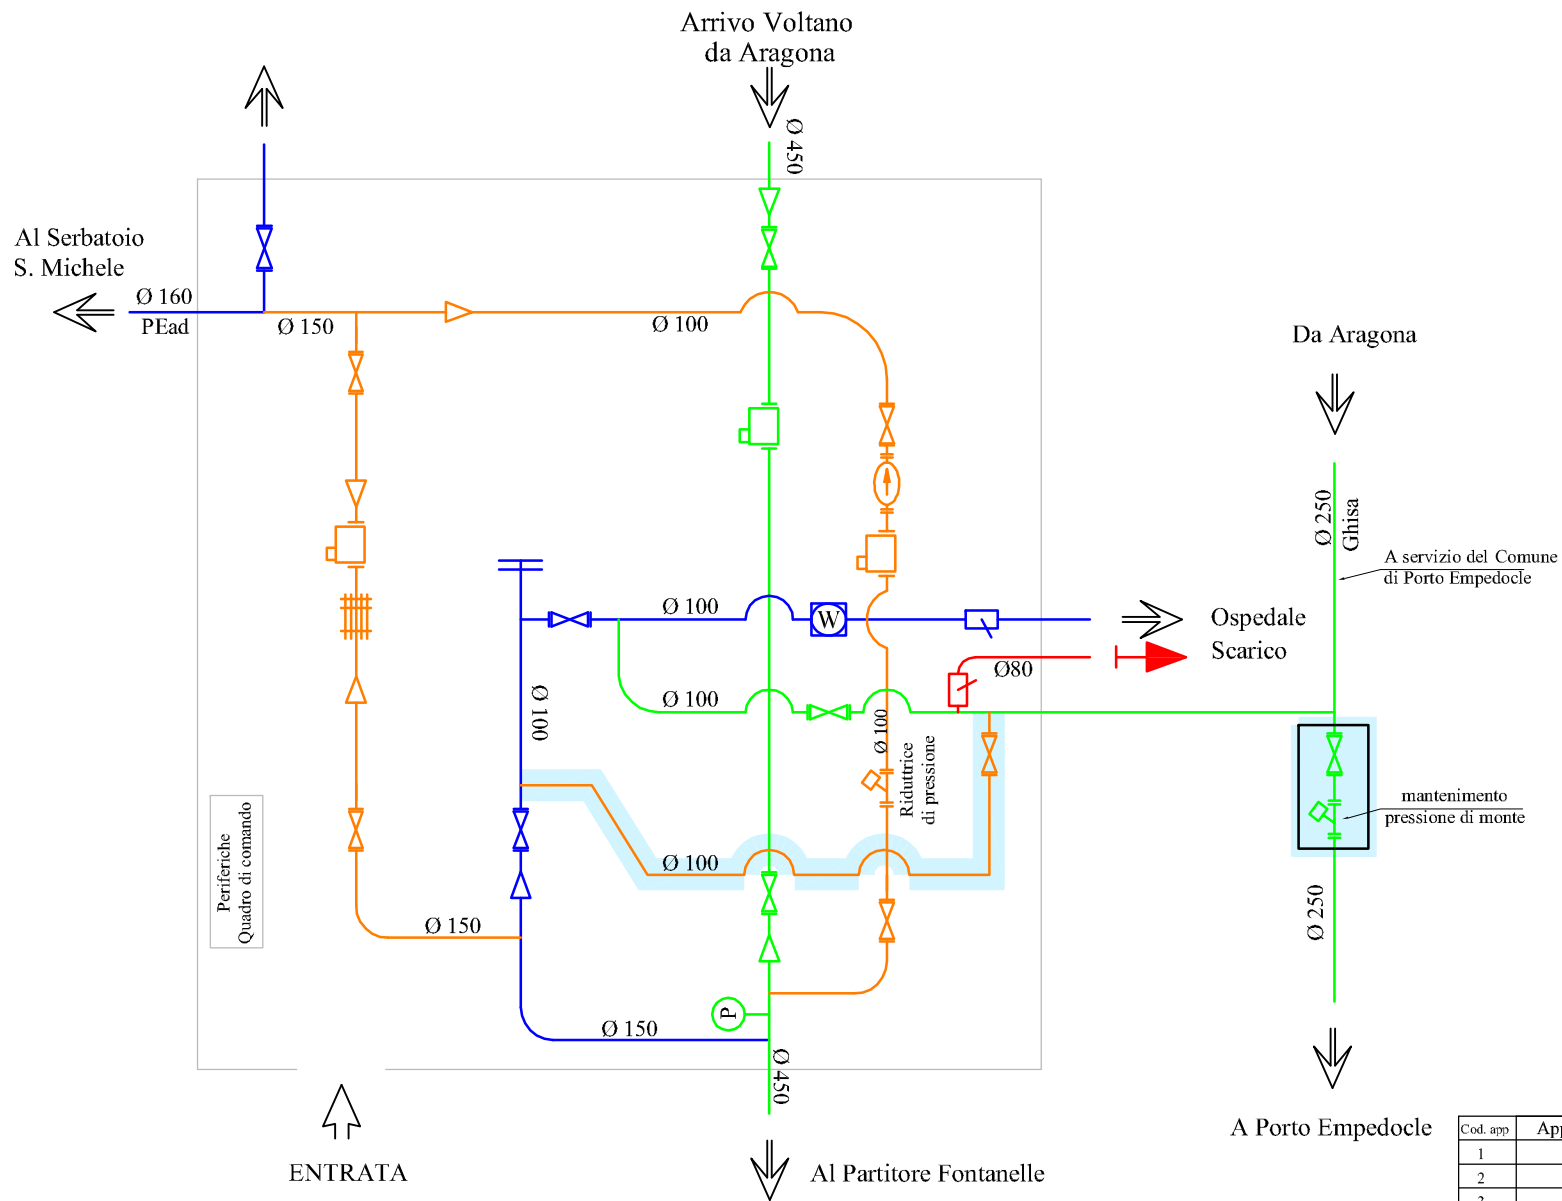 Arrivo Voltano
da Aragona
Ø 450
Al Serbatoio
S. Michele
Ø 160
PEad
Ø 150
Ø 100
Da Aragona
Ø 250
Ghisa
A servizio del Comune
di Porto Empedocle
Ø 100
W
Ospedale
Scarico
Ø80
Ø 100
Ø 100
Ø 100
Riduttrice
di pressione
mantenimento
pressione di monte
Periferiche
Quadro di comando
Ø 100
Ø 150
Ø 250
P
Ø 150
Ø 450
ENTRATA
Al Partitore Fontanelle
A Porto Empedocle
Cod. app App
1
2
3